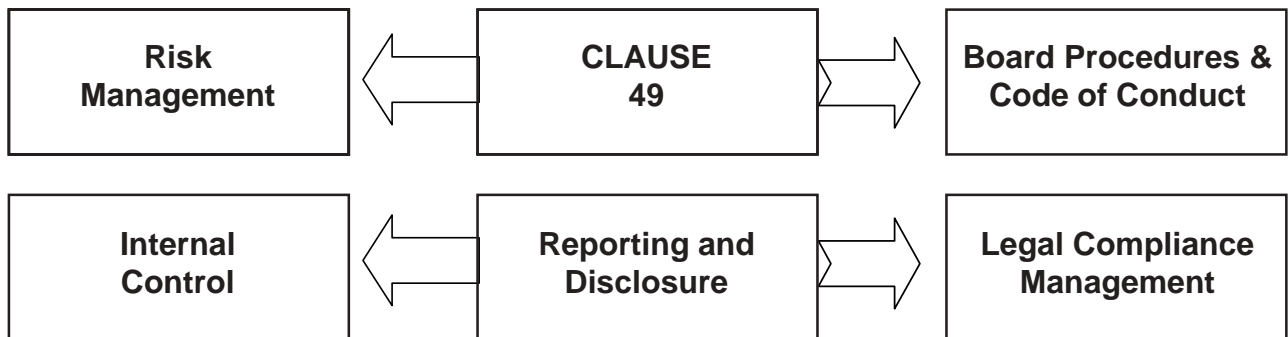 Risk
Management
CLAUSE
49
Board Procedures &
Code of Conduct
Internal
Control
Reporting and
Disclosure
Legal Compliance
Management